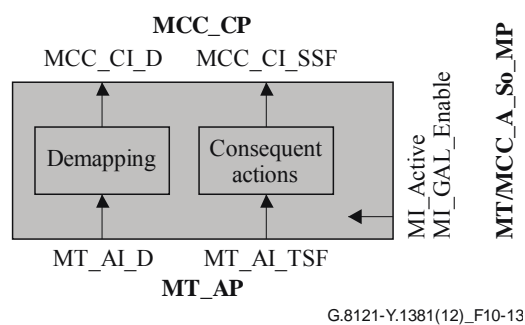 MCC_CP
MCC_CI_D MCC_CI_SSF
Demapping
Consequent
actions
MI_Active
MI_GAL_Enable
MT/MCC_A_So_MP
MT_AI_D MT_AI_TSF
MT_AP
G.8121-Y.1381(12)_F10-13